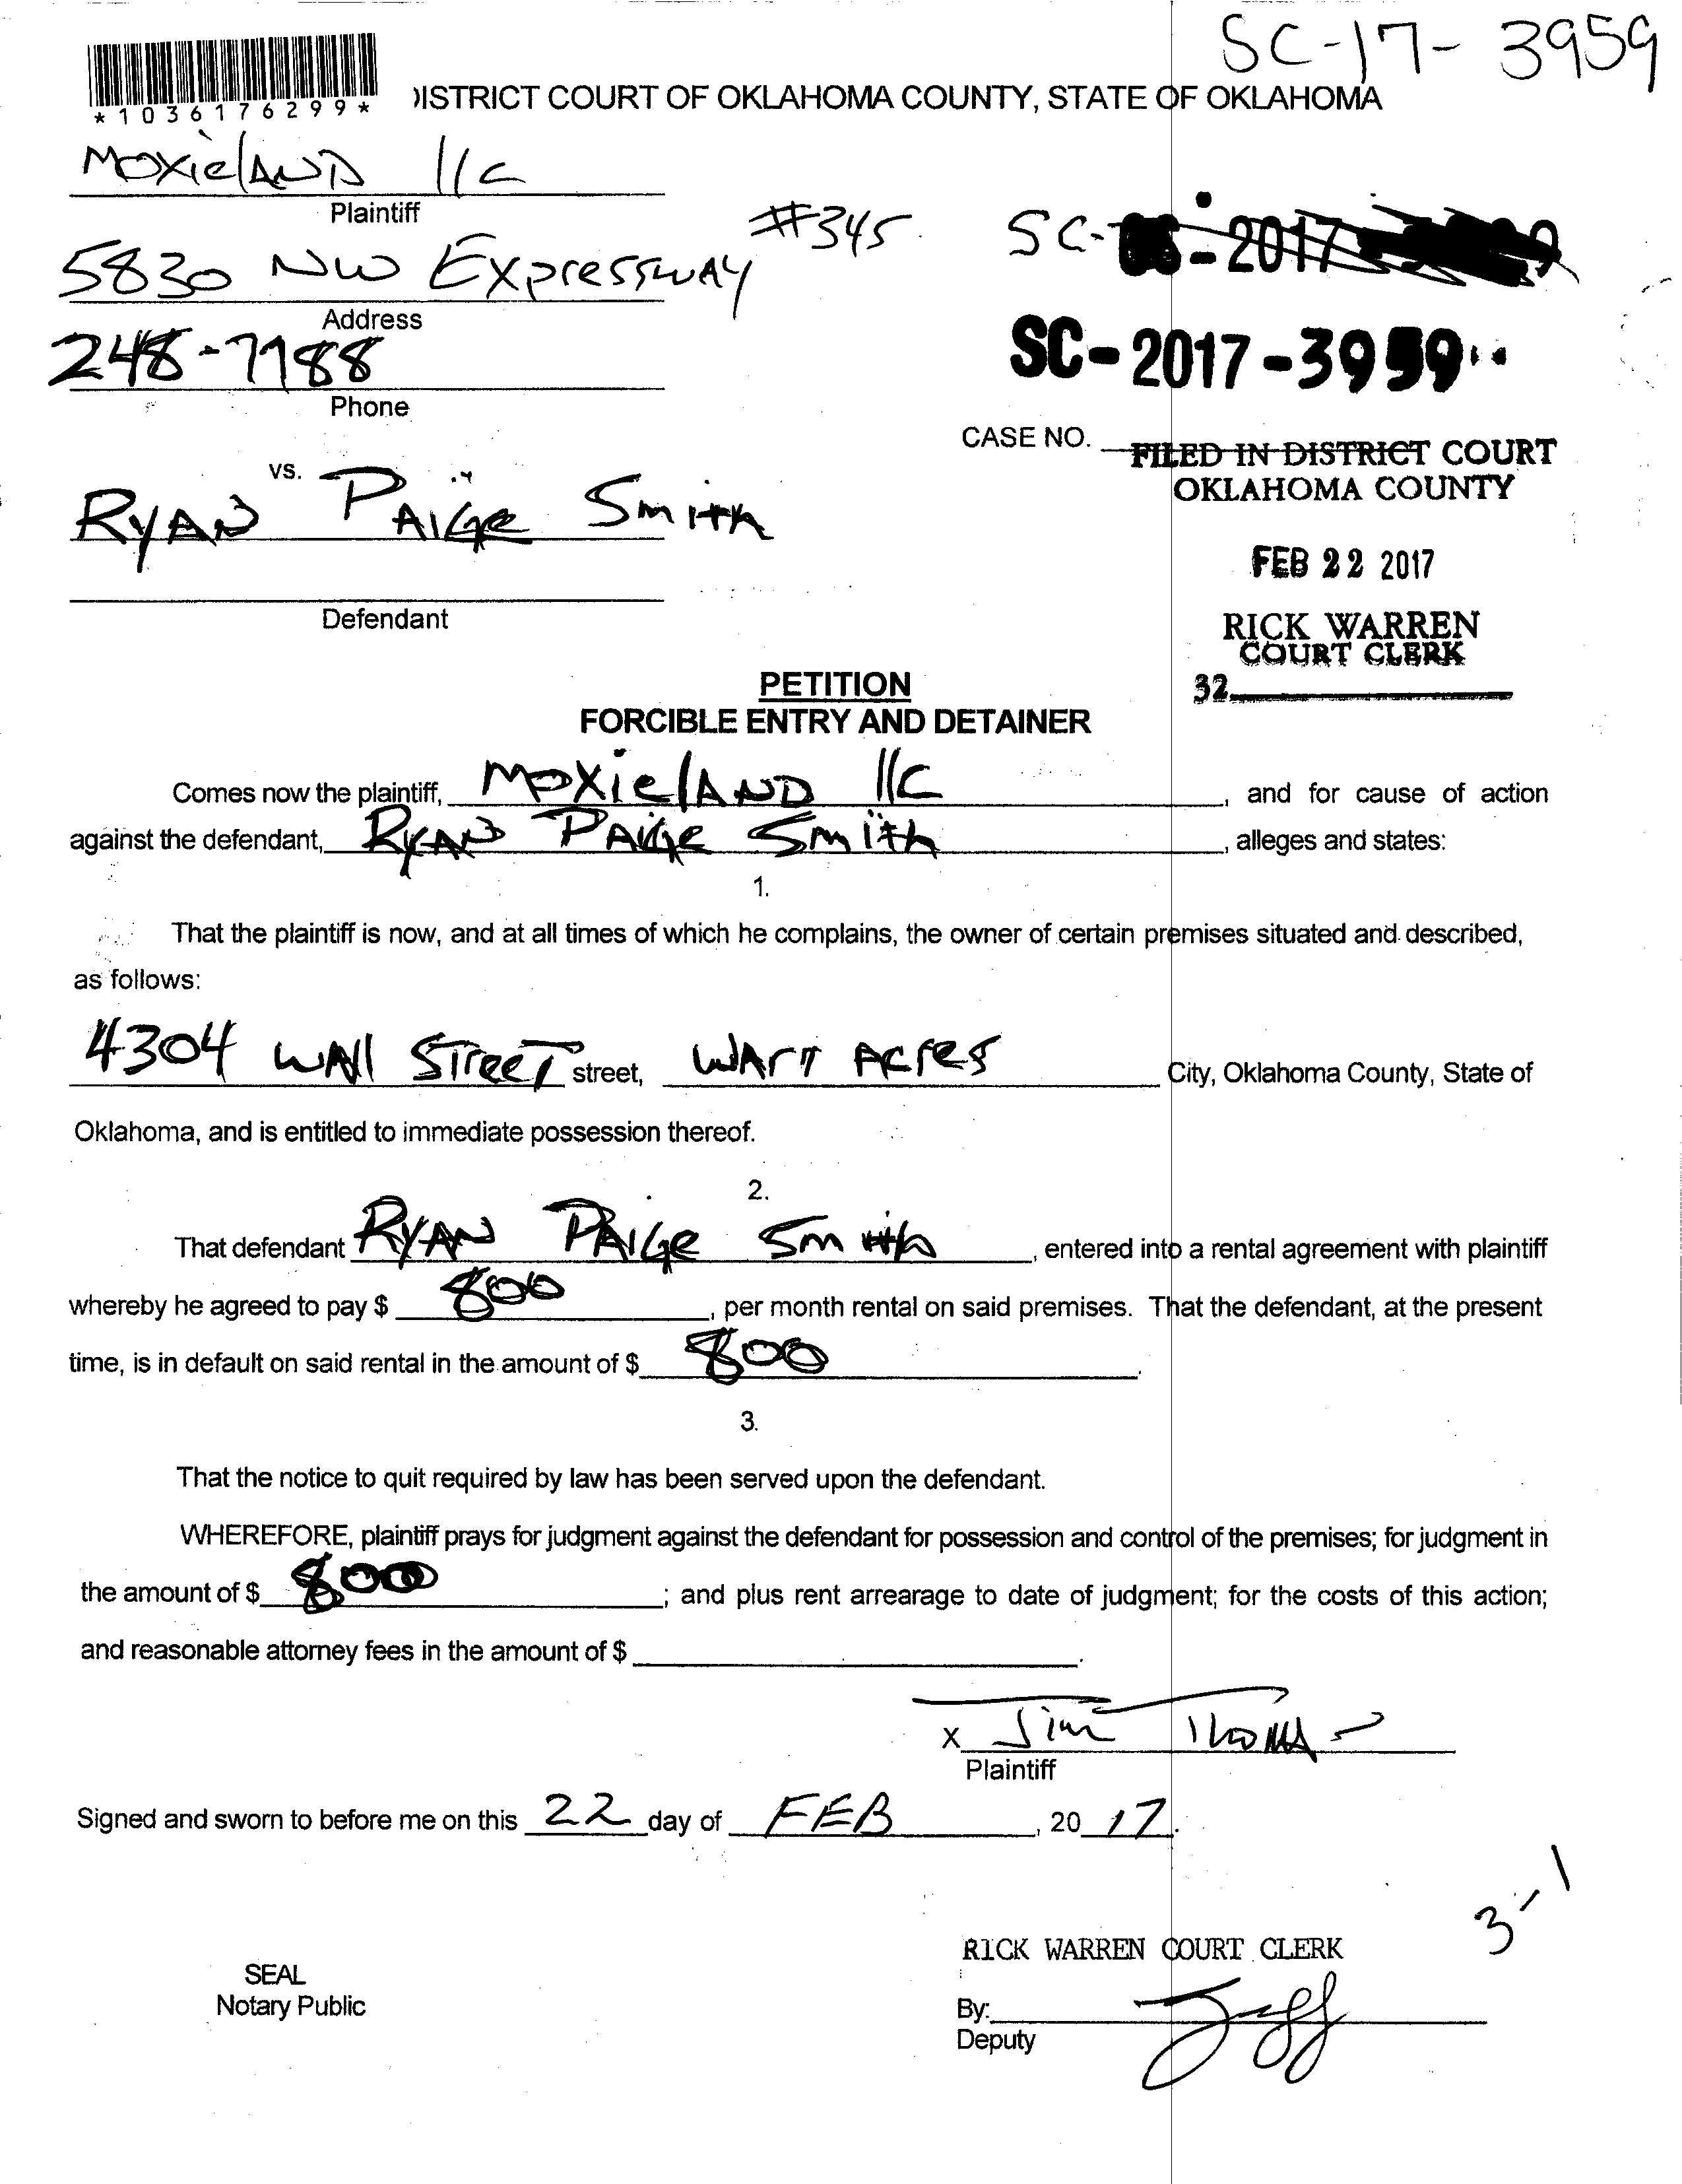 SC-17-3959
*1036176299*
DISTRICT COURT OF OKLAHOMA COUNTY, STATE OF OKLAHOMA
MOXieLAND llc
Plaintiff
5830 NW EXpressWAY #345
Address
248-7188
Phone
SC- 2017
SC-2017-3959
CASE NO.
FILED IN DISTRICT COURT
OKLAHOMA COUNTY
FEB 22 2017
RICK WARREN
COURT CLERK
32
vs.
RYAN PAIGe SmitH
Defendant
PETITION
FORCIBLE ENTRY AND DETAINER
Comes now the plaintiff, MOXieLAND llC, and for cause of action
against the defendant, RYAN PAIGe SmitH, alleges and states:
1.
That the plaintiff is now, and at all times of which he complains, the owner of certain premises situated and described,
as follows:
4304 WAll STreeT street, WArr Acres City, Oklahoma County, State of
Oklahoma, and is entitled to immediate possession thereof.
2.
That defendant RYAN PAIGe Smith, entered into a rental agreement with plaintiff
whereby he agreed to pay $ 800, per month rental on said premises. That the defendant, at the present
time, is in default on said rental in the amount of $ 800.
3.
That the notice to quit required by law has been served upon the defendant.
WHEREFORE, plaintiff prays for judgment against the defendant for possession and control of the premises; for judgment in
the amount of $ 800; and plus rent arrearage to date of judgment; for the costs of this action;
and reasonable attorney fees in the amount of $ .
X Jim
Plaintiff
Signed and sworn to before me on this 22 day of FEB, 20 17.
3-1
RICK WARREN COURT CLERK
SEAL
Notary Public
By:
Deputy